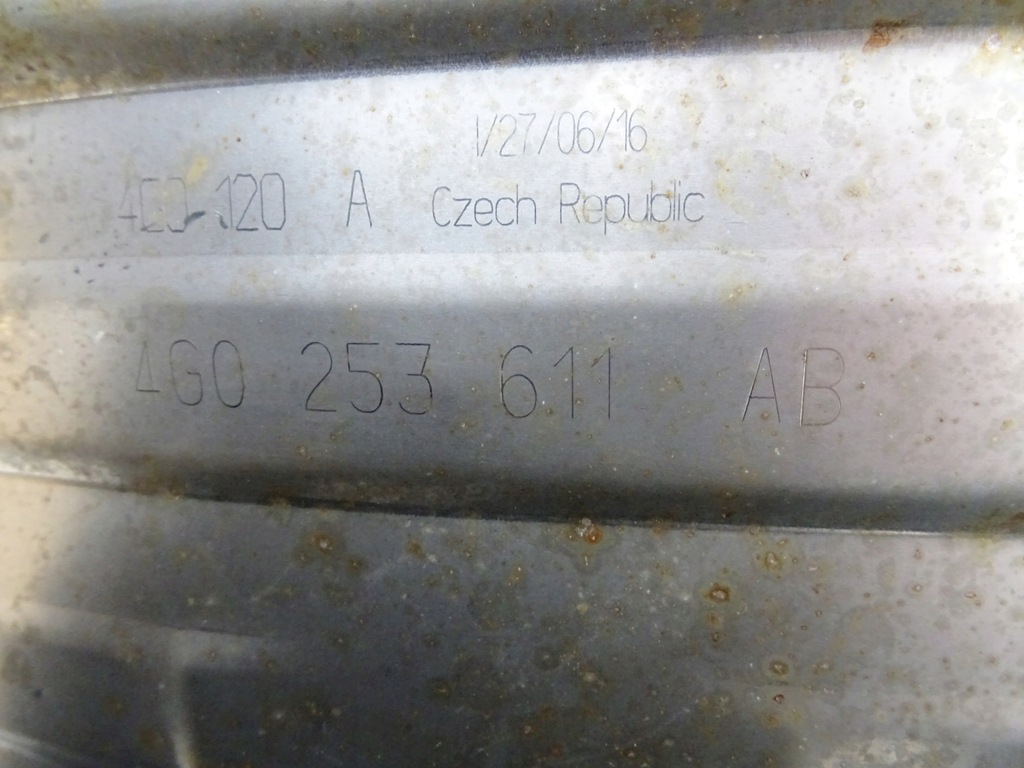 1/27/06/16
4G0 120 A Czech Republic
4G0 253 611 AB